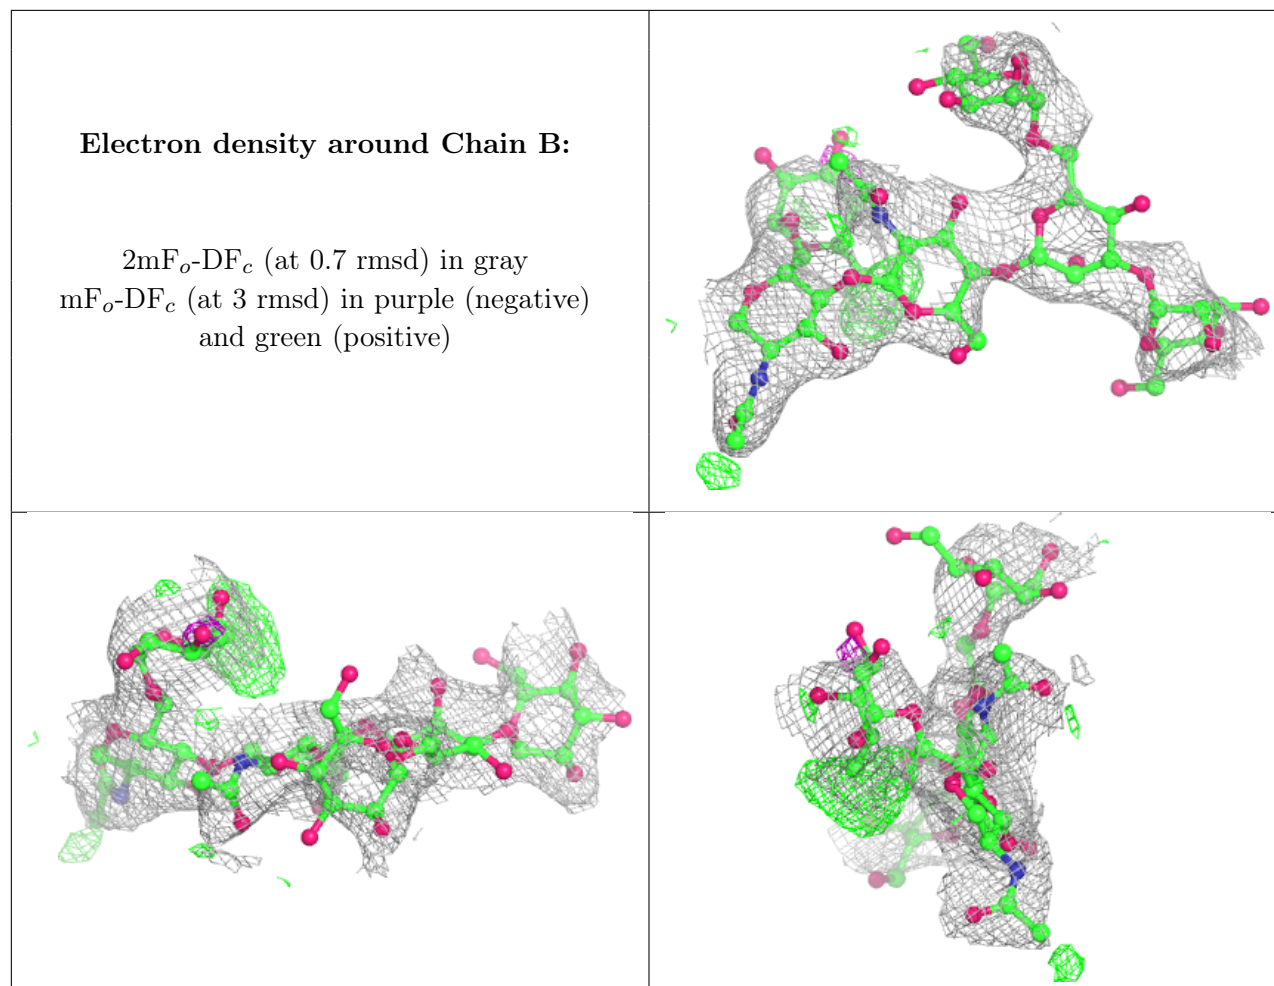 Electron density around Chain B:
2mFₒ-DF𝒸 (at 0.7 rmsd) in gray
mFₒ-DF𝒸 (at 3 rmsd) in purple (negative)
and green (positive)